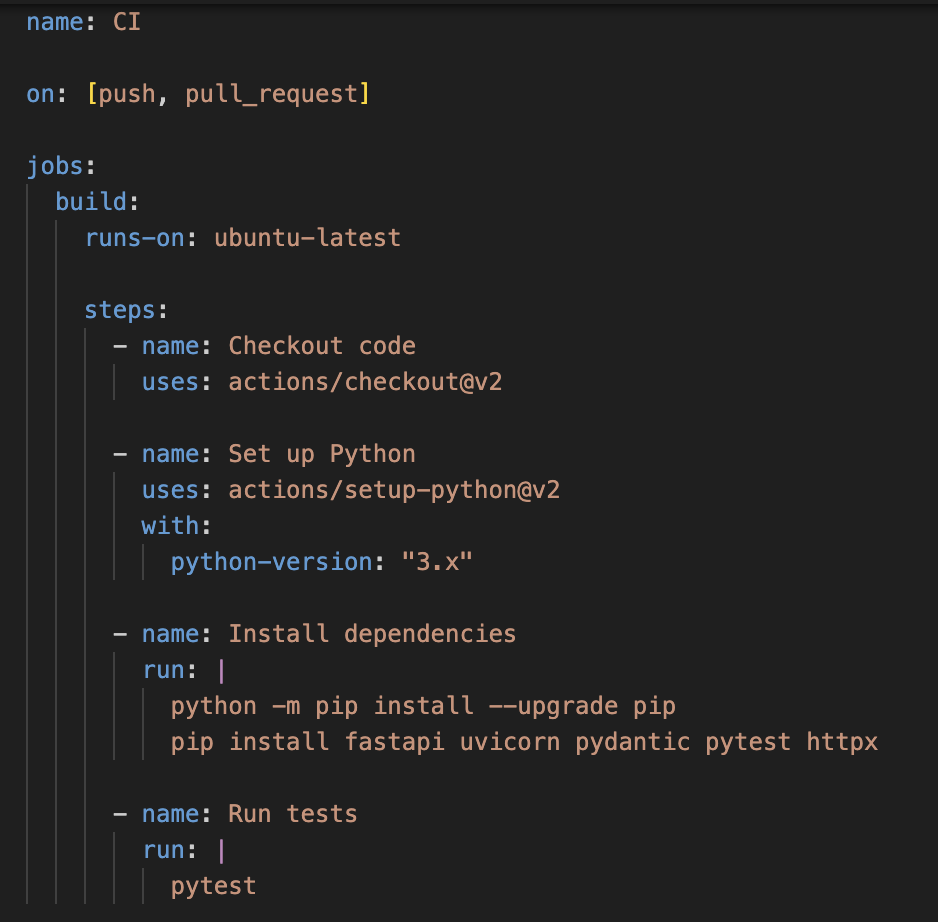 name: CI
on: [push, pull_request]
jobs:
  build:
    runs-on: ubuntu-latest
    steps:
      - name: Checkout code
        uses: actions/checkout@v2
      - name: Set up Python
        uses: actions/setup-python@v2
        with:
          python-version: "3.x"
      - name: Install dependencies
        run: |
          python -m pip install --upgrade pip
          pip install fastapi uvicorn pydantic pytest httpx
      - name: Run tests
        run: |
          pytest